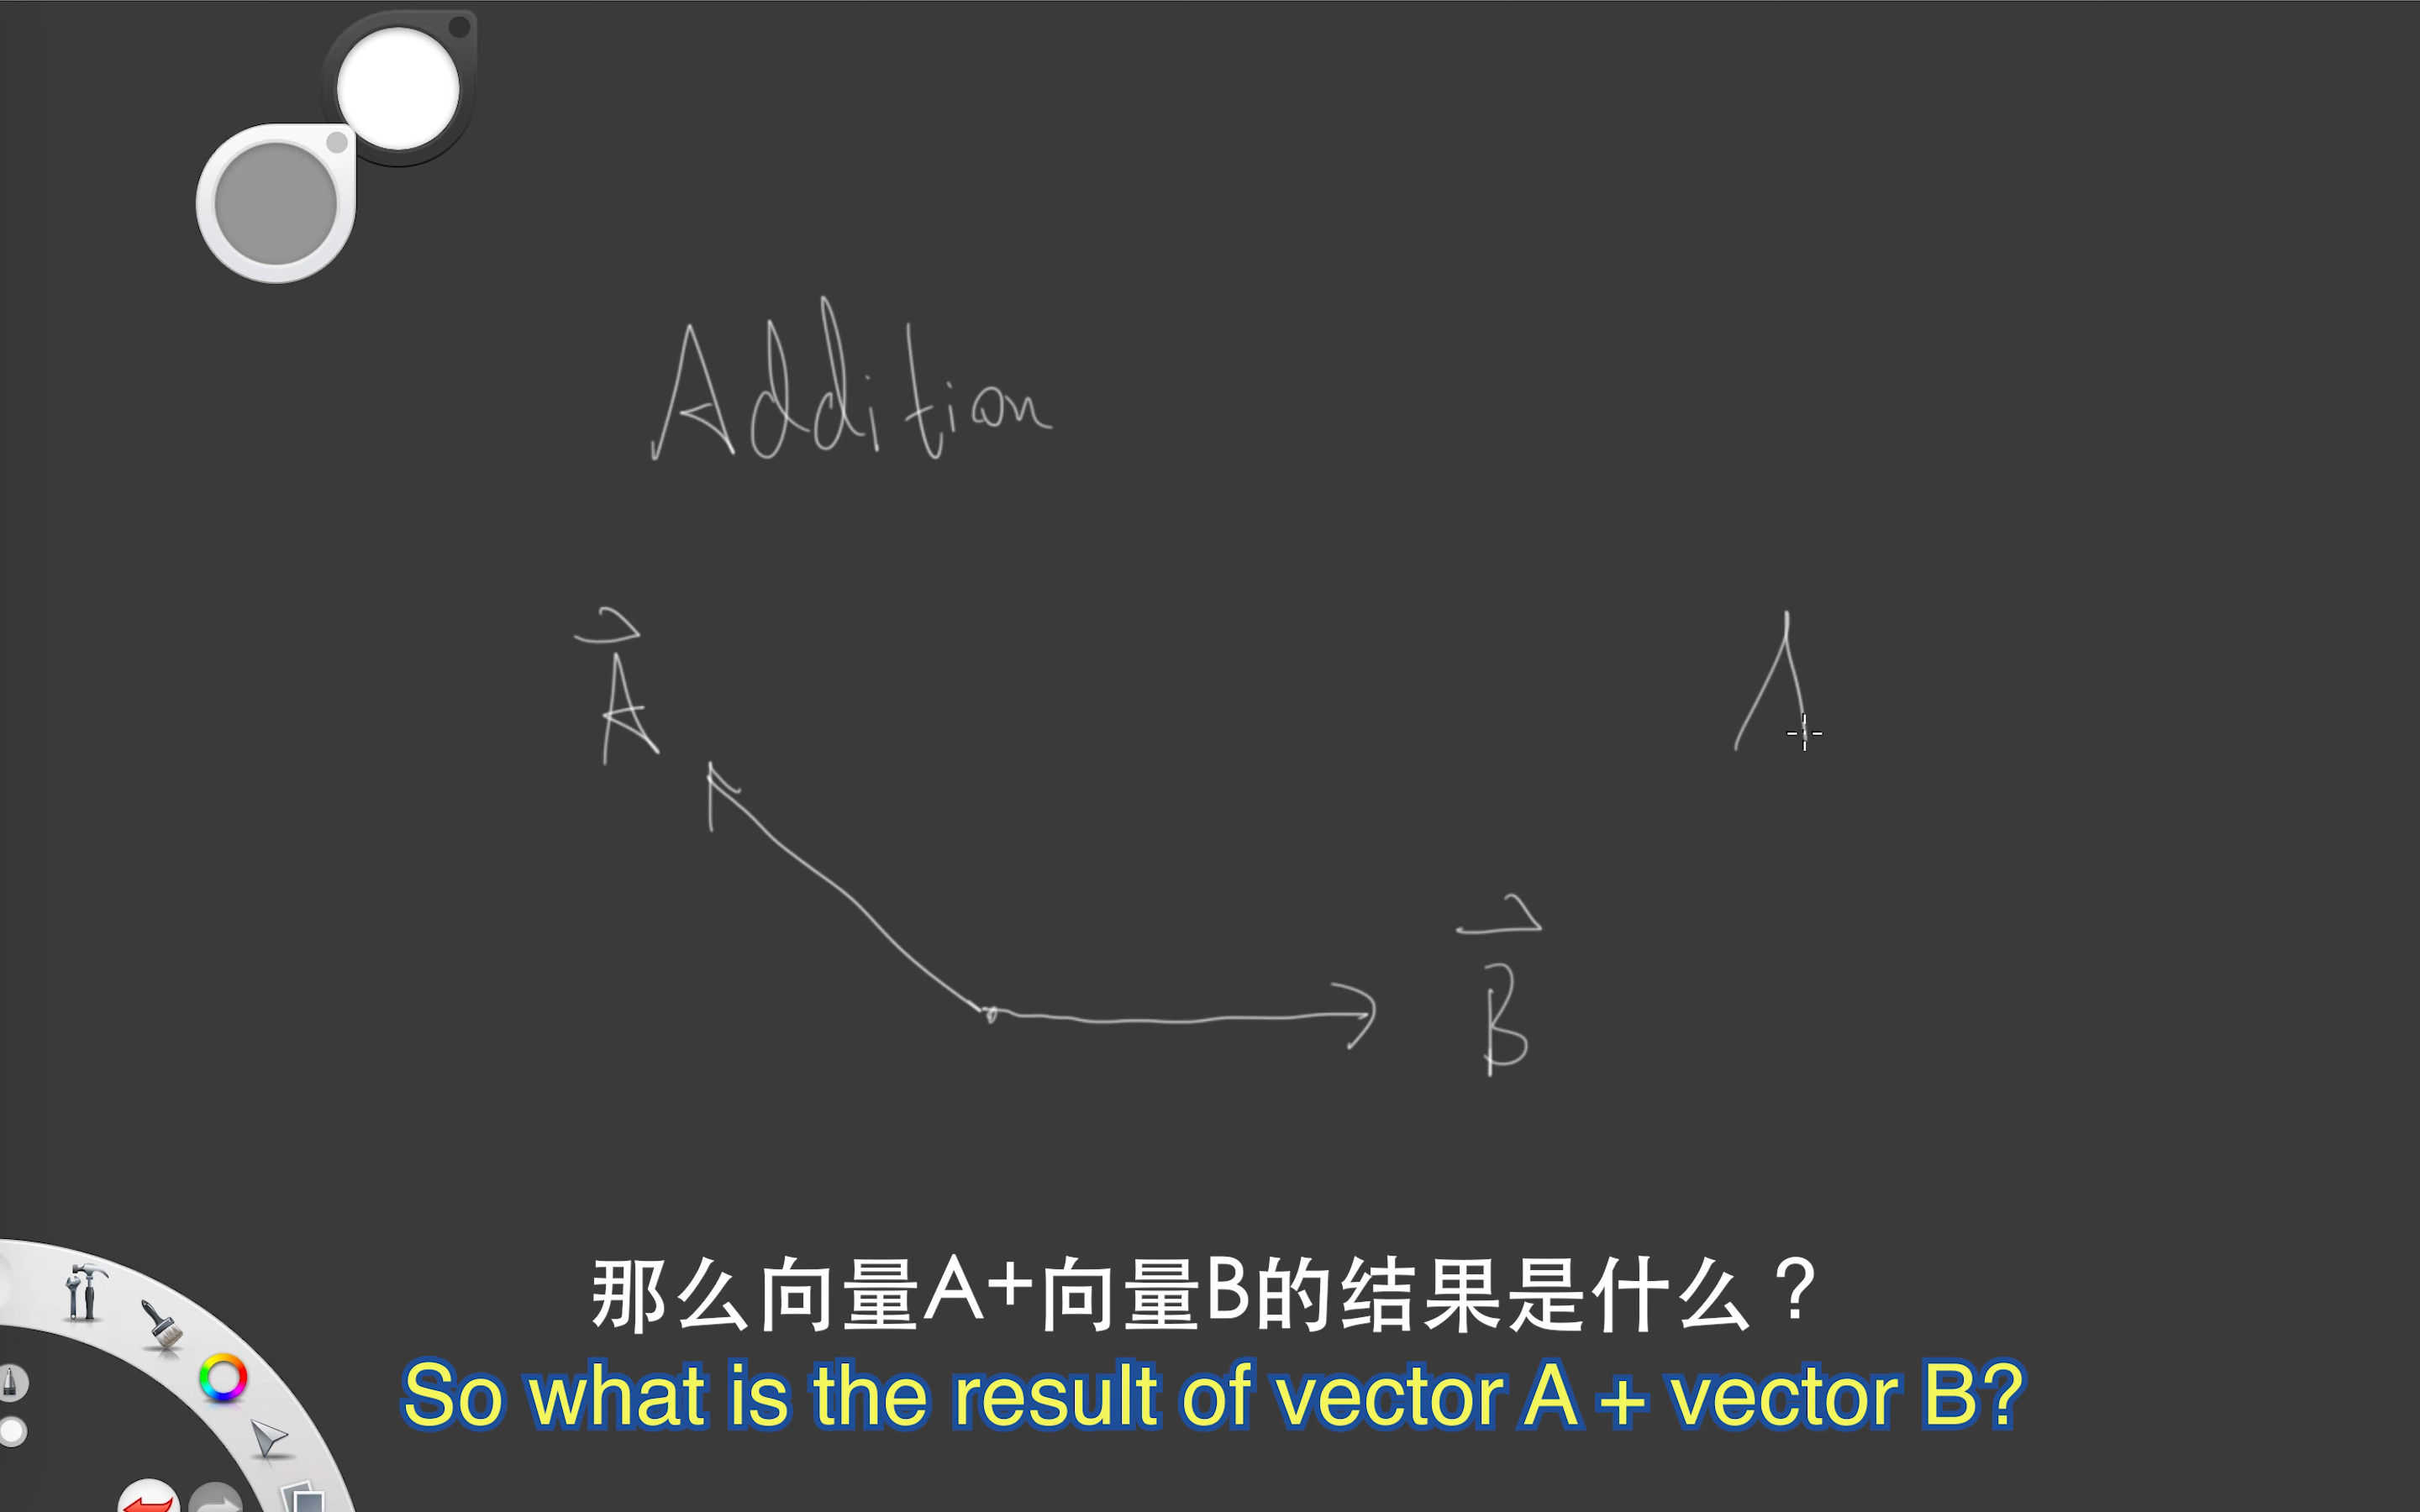 Addition
A
B
那么向量A+向量B的结果是什么？
So what is the result of vector A + vector B?